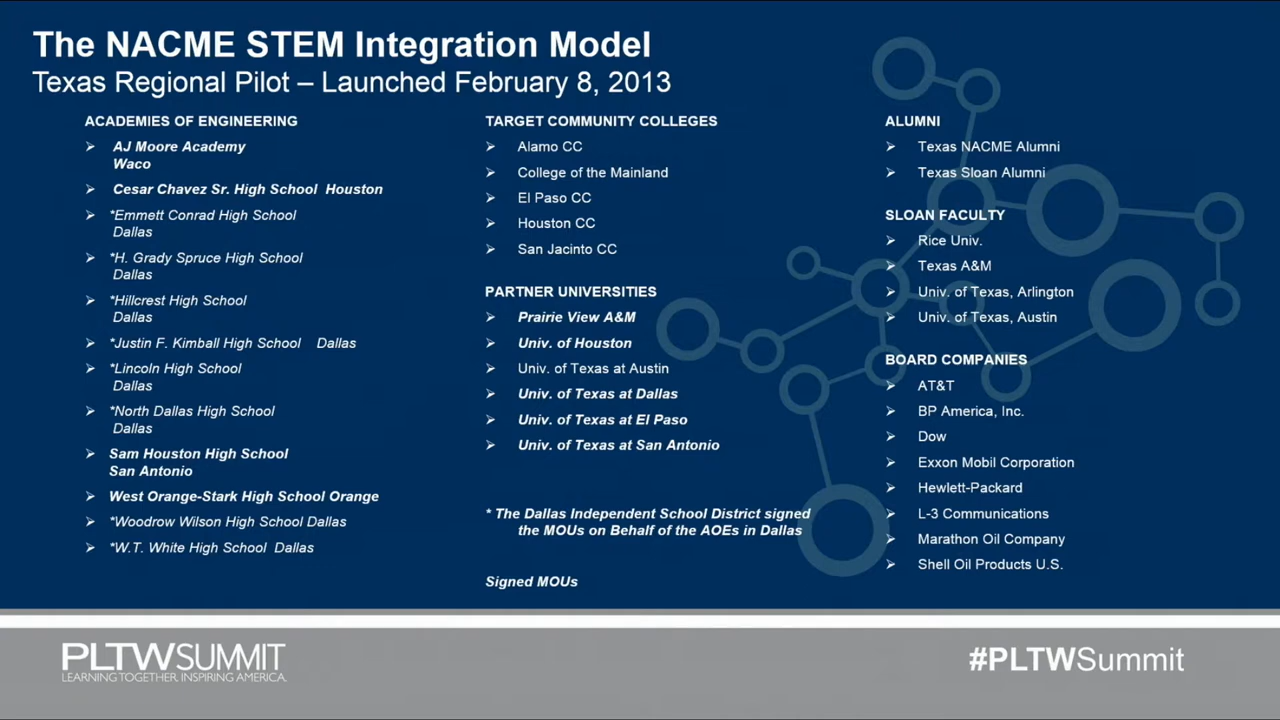 The NACME STEM Integration Model
Texas Regional Pilot – Launched February 8, 2013
ACADEMIES OF ENGINEERING
AJ Moore Academy
Waco
Cesar Chavez Sr. High School Houston
*Emmett Conrad High School
Dallas
*H. Grady Spruce High School
Dallas
*Hillcrest High School
Dallas
*Justin F. Kimball High School Dallas
*Lincoln High School
Dallas
*North Dallas High School
Dallas
Sam Houston High School
San Antonio
West Orange-Stark High School Orange
*Woodrow Wilson High School Dallas
*W.T. White High School Dallas
TARGET COMMUNITY COLLEGES
Alamo CC
College of the Mainland
El Paso CC
Houston CC
San Jacinto CC
PARTNER UNIVERSITIES
Prairie View A&M
Univ. of Houston
Univ. of Texas at Austin
Univ. of Texas at Dallas
Univ. of Texas at El Paso
Univ. of Texas at San Antonio
* The Dallas Independent School District signed
the MOUs on Behalf of the AOEs in Dallas
Signed MOUs
ALUMNI
Texas NACME Alumni
Texas Sloan Alumni
SLOAN FACULTY
Rice Univ.
Texas A&M
Univ. of Texas, Arlington
Univ. of Texas, Austin
BOARD COMPANIES
AT&T
BP America, Inc.
Dow
Exxon Mobil Corporation
Hewlett-Packard
L-3 Communications
Marathon Oil Company
Shell Oil Products U.S.
PLTWSUMMIT
LEARNING TOGETHER. INSPIRING AMERICA.
#PLTWSummit